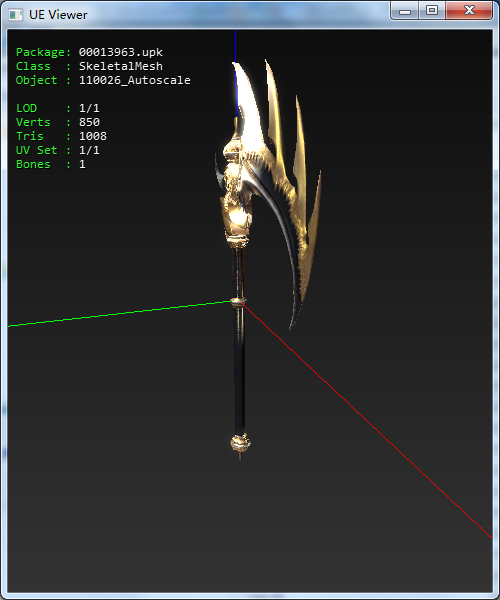 UE Viewer
Package: 00013963.upk
Class  : SkeletalMesh
Object : 110026_Autoscale
LOD    : 1/1
Verts  : 850
Tris   : 1008
UV Set : 1/1
Bones  : 1